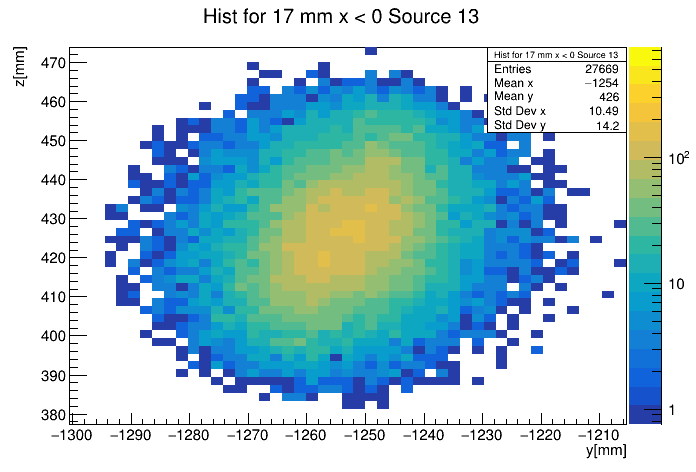 Hist for 17 mm x < 0 Source 13
z[mm]
Hist for 17 mm x < 0 Source 13
Entries 27669
Mean x −1254
Mean y 426
Std Dev x 10.49
Std Dev y 14.2
470
460
450
440
430
420
410
400
390
380
10²
10
1
−1300 −1290 −1280 −1270 −1260 −1250 −1240 −1230 −1220 −1210
y[mm]